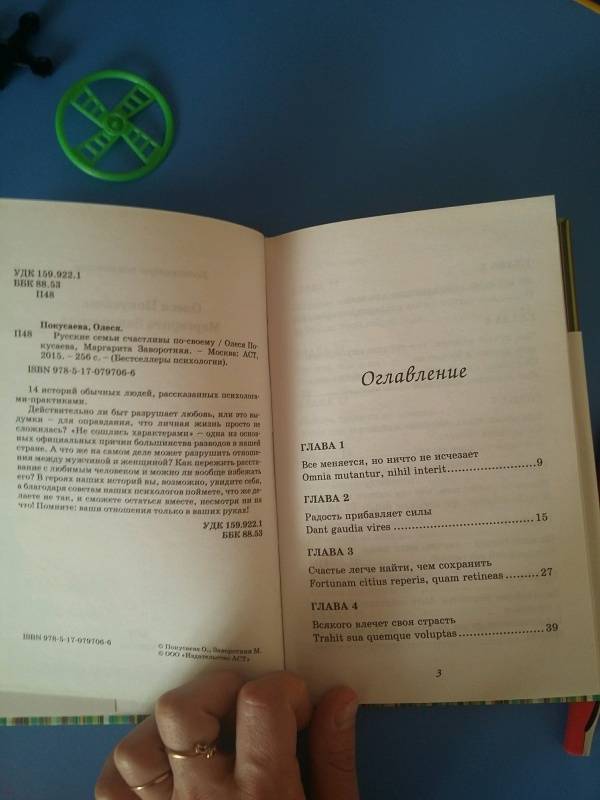 УДК 159.922.1
ББК 88.53
П48
Покусаева, Олеся.
П48
Русские семьи счастливы по-своему / Олеся По-
кусаева, Маргарита Заворотняя. – Москва: АСТ,
2015. – 256 с. – (Бестселлеры психологии).
ISBN 978-5-17-079706-6
14 историй обычных людей, рассказанных психолога-
ми-практиками.
Действительно ли быт разрушает любовь, или это вы-
думки – для оправдания, что личная жизнь просто не
сложилась? «Не сошлись характерами» – одна из основ-
ных официальных причин большинства разводов в нашей
стране. А что же на самом деле может разрушить отноше-
ния между мужчиной и женщиной? Как пережить расста-
вание с любимым человеком и можно ли вообще избежать
его? В героях наших историй вы, возможно, увидите себя,
а благодаря советам наших психологов поймете, что же де-
лаете не так, и сможете остаться вместе, несмотря ни на
что! Помните: ваши отношения только в ваших руках!
УДК 159.922.1
ББК 88.53
ISBN 978-5-17-079706-6
© Покусаева О., Заворотняя М.
© ООО «Издательство АСТ»
Оглавление
ГЛАВА 1
Все меняется, но ничто не исчезает
Omnia mutantur, nihil interit 9
ГЛАВА 2
Радость прибавляет силы
Dant gaudia vires 15
ГЛАВА 3
Счастье легче найти, чем сохранить
Fortunam citius reperis, quam retineas 27
ГЛАВА 4
Всякого влечет своя страсть
Trahit sua quemque voluptas 39
3